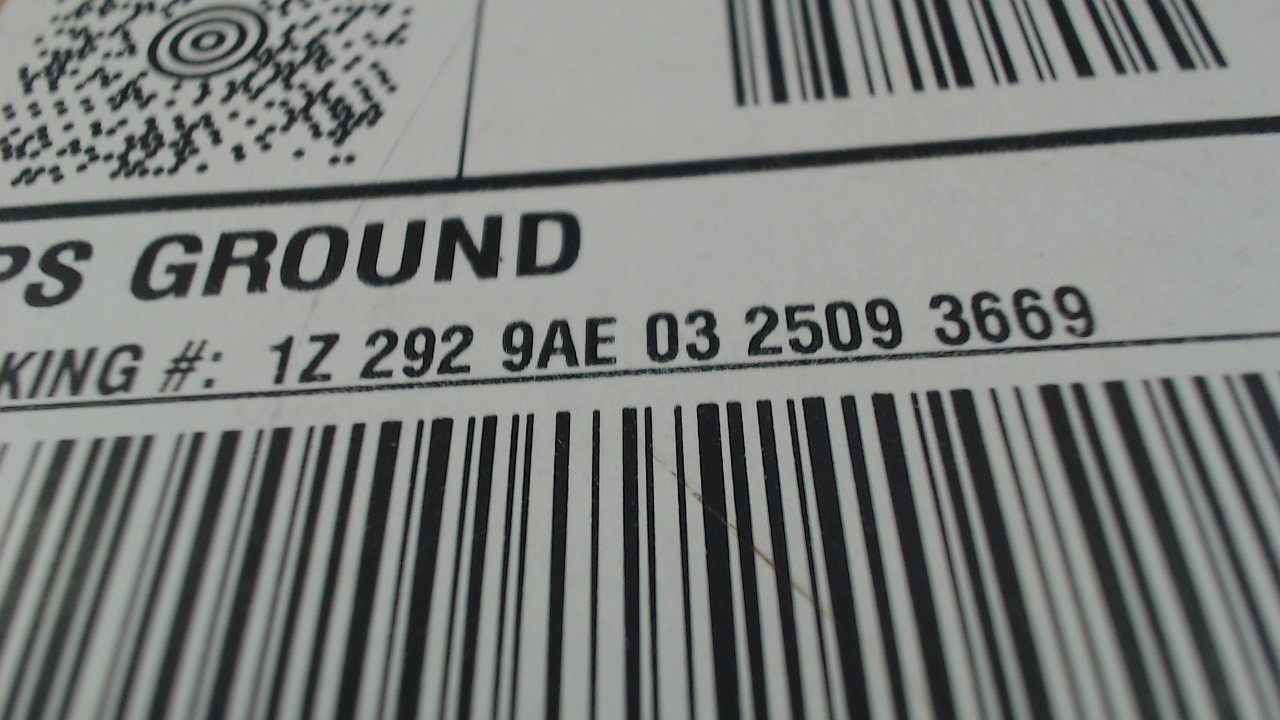 PS GROUND
KING #: 1Z 292 9AE 03 2509 3669